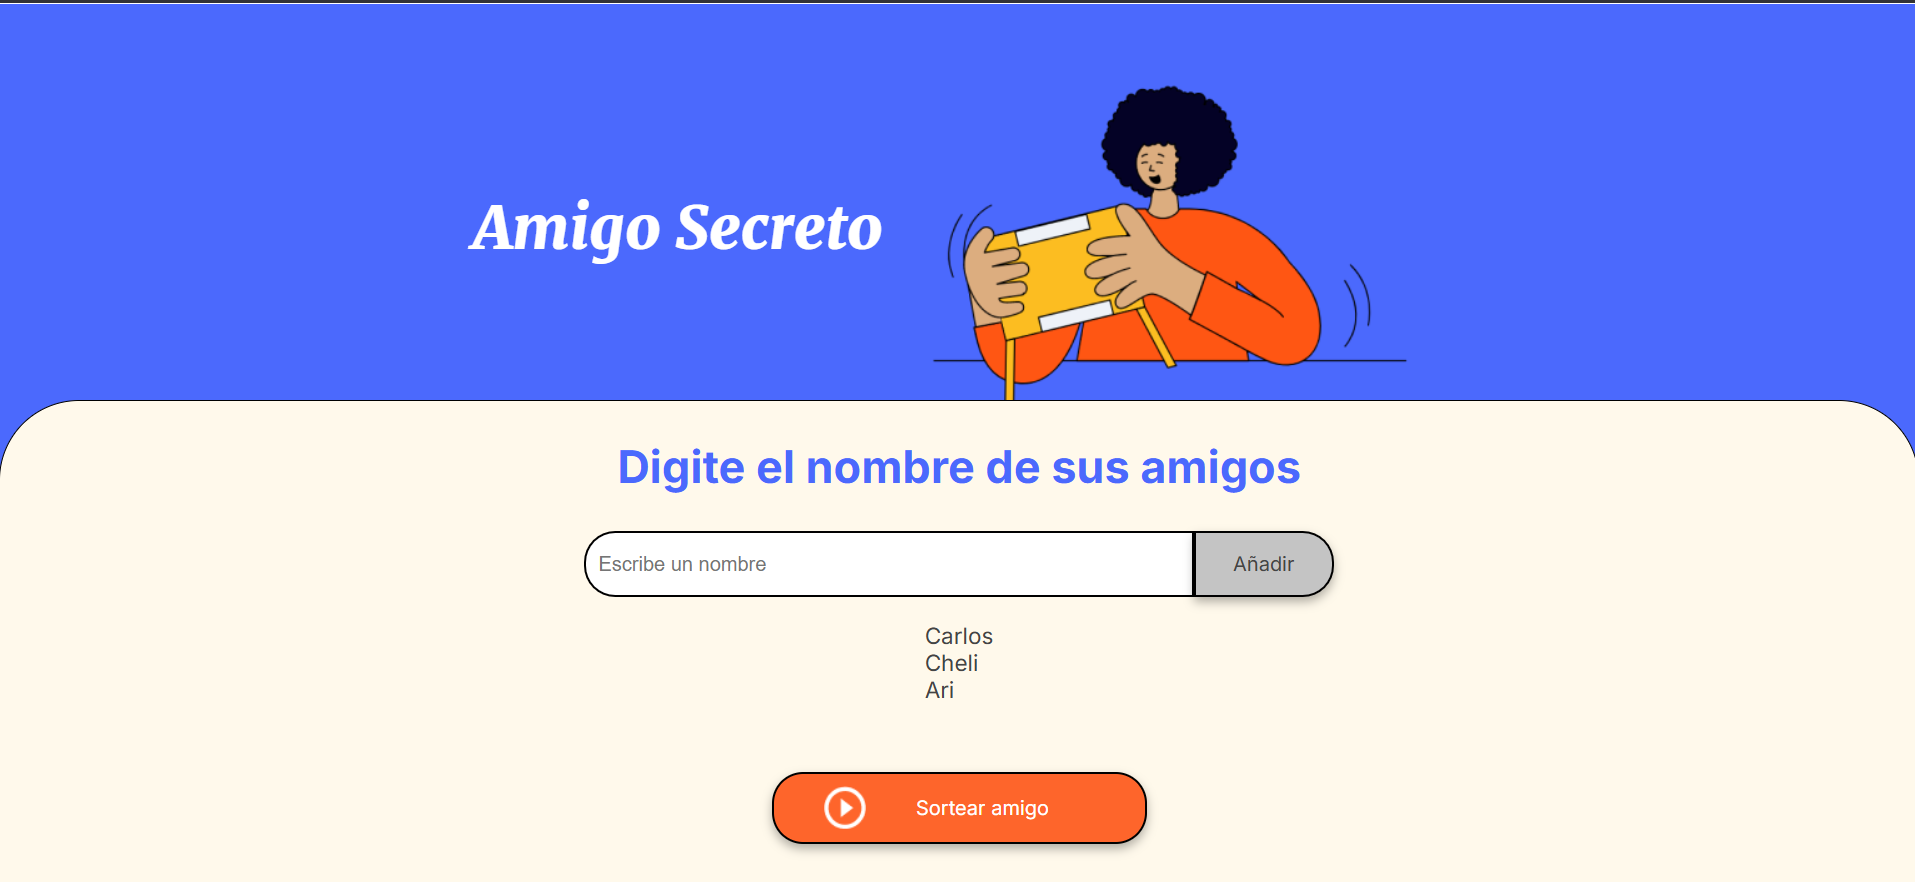 Amigo Secreto
Digite el nombre de sus amigos
Escribe un nombre
Añadir
Carlos
Cheli
Ari
Sortear amigo